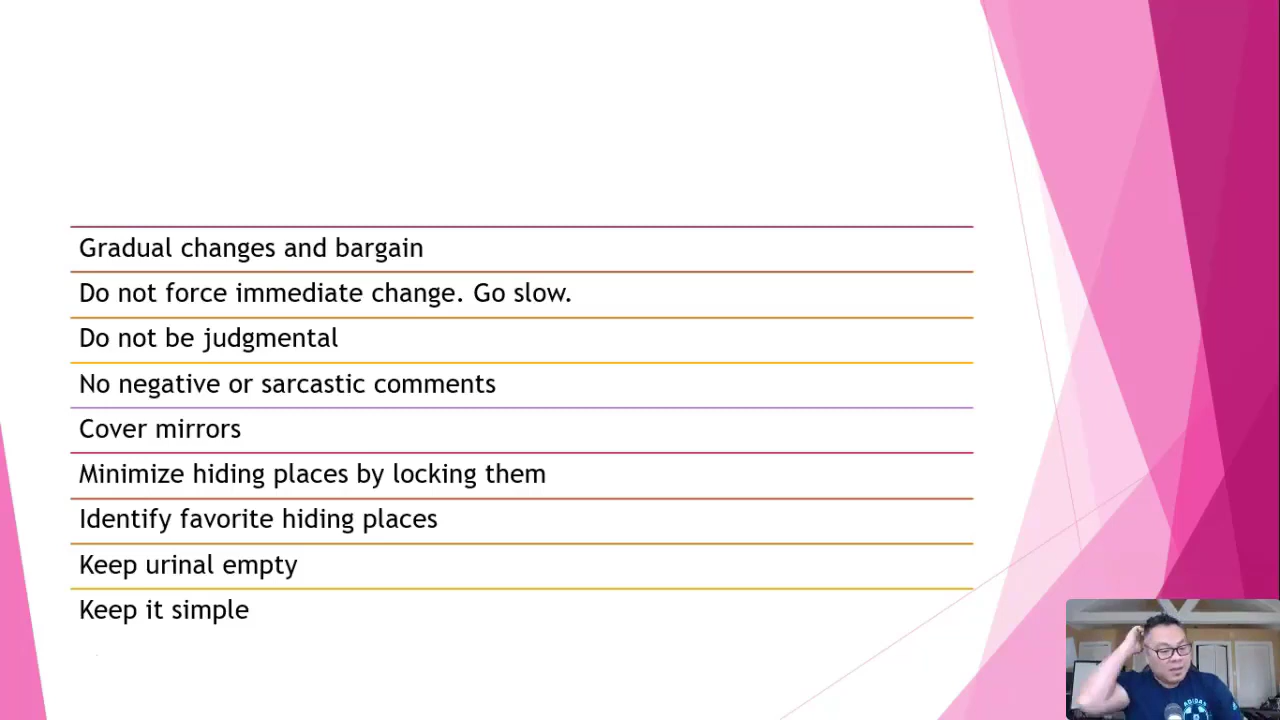 Gradual changes and bargain
Do not force immediate change. Go slow.
Do not be judgmental
No negative or sarcastic comments
Cover mirrors
Minimize hiding places by locking them
Identify favorite hiding places
Keep urinal empty
Keep it simple